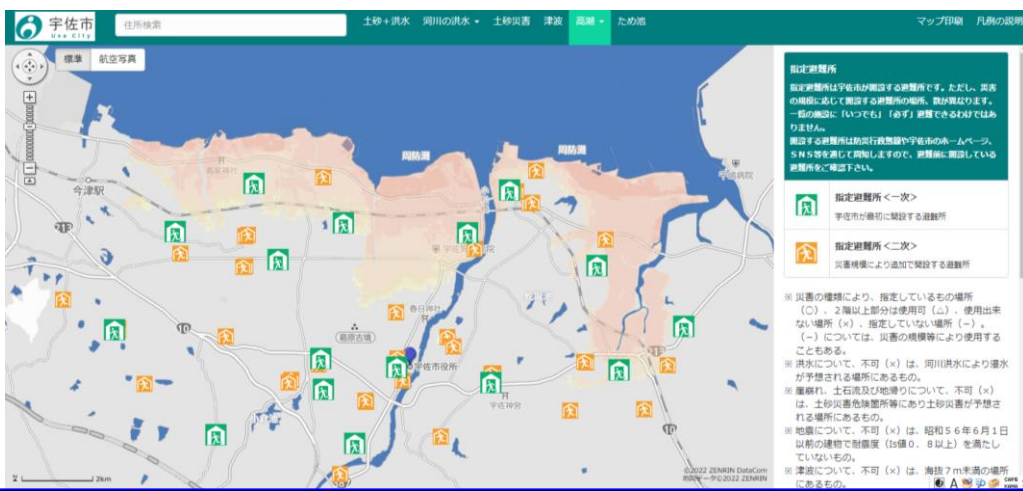 宇佐市
Usa City
住所検索
土砂+洪水
河川の洪水
土砂災害
津波
高潮
ため池
マップ印刷
凡例の説明
標準
航空写真
周防灘
周防灘
今津駅
213
10
春日神社
葛原古墳
宇佐市役所
宇佐神宮
213
10
2km
©2022 ZENRIN DataCom
地図データ©2022 ZENRIN
指定避難所
指定避難所は宇佐市が開設する避難所です。ただし、災害
の規模に応じて開設する避難所の場所、数が異なります。
一覧の施設に「いつでも」「必ず」避難できるわけではあ
りません。
開設する避難所は防災行政無線や宇佐市のホームページ、
SNS等を通じて周知しますので、避難前に開設している
避難所をご確認下さい。
指定避難所<一次>
宇佐市が最初に開設する避難所
指定避難所<二次>
災害規模により追加で開設する避難所
※ 災害の種類により、指定しているもの場所
(○)、2階以上部分は使用可(△)、使用出来
ない場所(×)、指定していない場所(-)。
(-)については、災害の規模等により使用する
こともある。
※ 洪水について、不可(×)は、河川洪水により浸水
が予想される場所にあるもの。
※ 崖崩れ、土石流及び地滑りについて、不可(×)
は、土砂災害危険箇所等にあり土砂災害が予想さ
れる場所にあるもの。
※ 地震について、不可(×)は、昭和56年6月1日
以前の建物で耐震度(Is値0.8以上)を満たし
ていないもの。
※ 津波について、不可(×)は、海抜7m未満の場所
にあるもの。